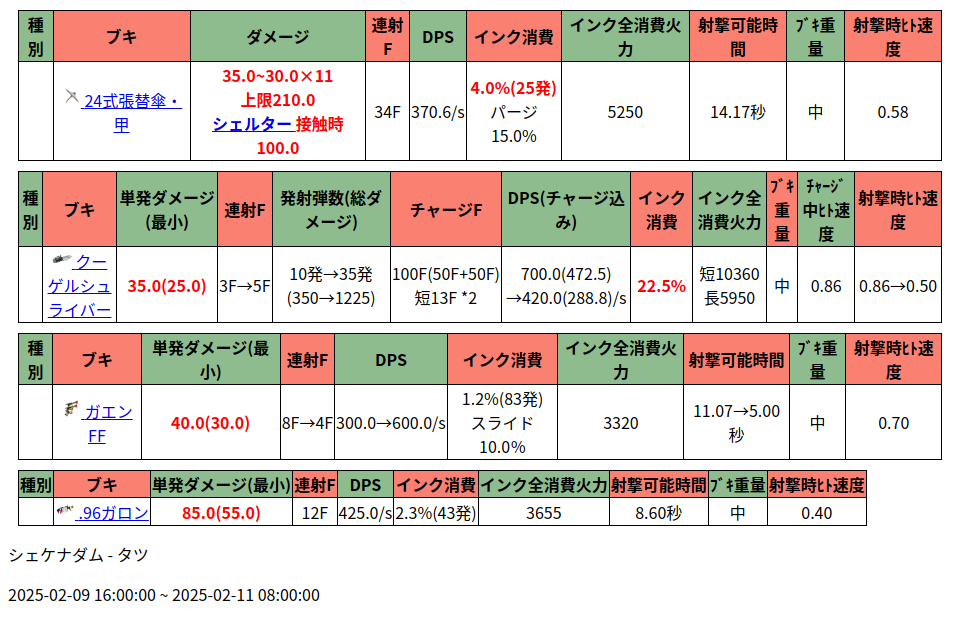 種別 ブキ ダメージ 連射F DPS インク消費 インク全消費火力 射撃可能時間 ﾌﾞｷ重量 射撃時ﾋﾄ速度
24式張替傘・甲 35.0~30.0×11 上限210.0 シェルター 接触時 100.0 34F 370.6/s 4.0%(25発) パージ 15.0% 5250 14.17秒 中 0.58
種別 ブキ 単発ダメージ(最小) 連射F 発射弾数(総ダメージ) チャージF DPS(チャージ込み) インク消費 インク全消費火力 ﾌﾞｷ重量 ﾁｬｰｼﾞ中ﾋﾄ速度 射撃時ﾋﾄ速度
クーゲルシュライバー 35.0(25.0) 3F→5F 10発→35発(350→1225) 100F(50F+50F) 短13F *2 700.0(472.5)→420.0(288.8)/s 22.5% 短10360 長5950 中 0.86 0.86→0.50
種別 ブキ 単発ダメージ(最小) 連射F DPS インク消費 インク全消費火力 射撃可能時間 ﾌﾞｷ重量 射撃時ﾋﾄ速度
ガエンFF 40.0(30.0) 8F→4F 300.0→600.0/s 1.2%(83発) スライド 10.0% 3320 11.07→5.00秒 中 0.70
種別 ブキ 単発ダメージ(最小) 連射F DPS インク消費 インク全消費火力 射撃可能時間 ﾌﾞｷ重量 射撃時ﾋﾄ速度
.96ガロン 85.0(55.0) 12F 425.0/s 2.3%(43発) 3655 8.60秒 中 0.40
シェケナダム - タツ
2025-02-09 16:00:00 ~ 2025-02-11 08:00:00